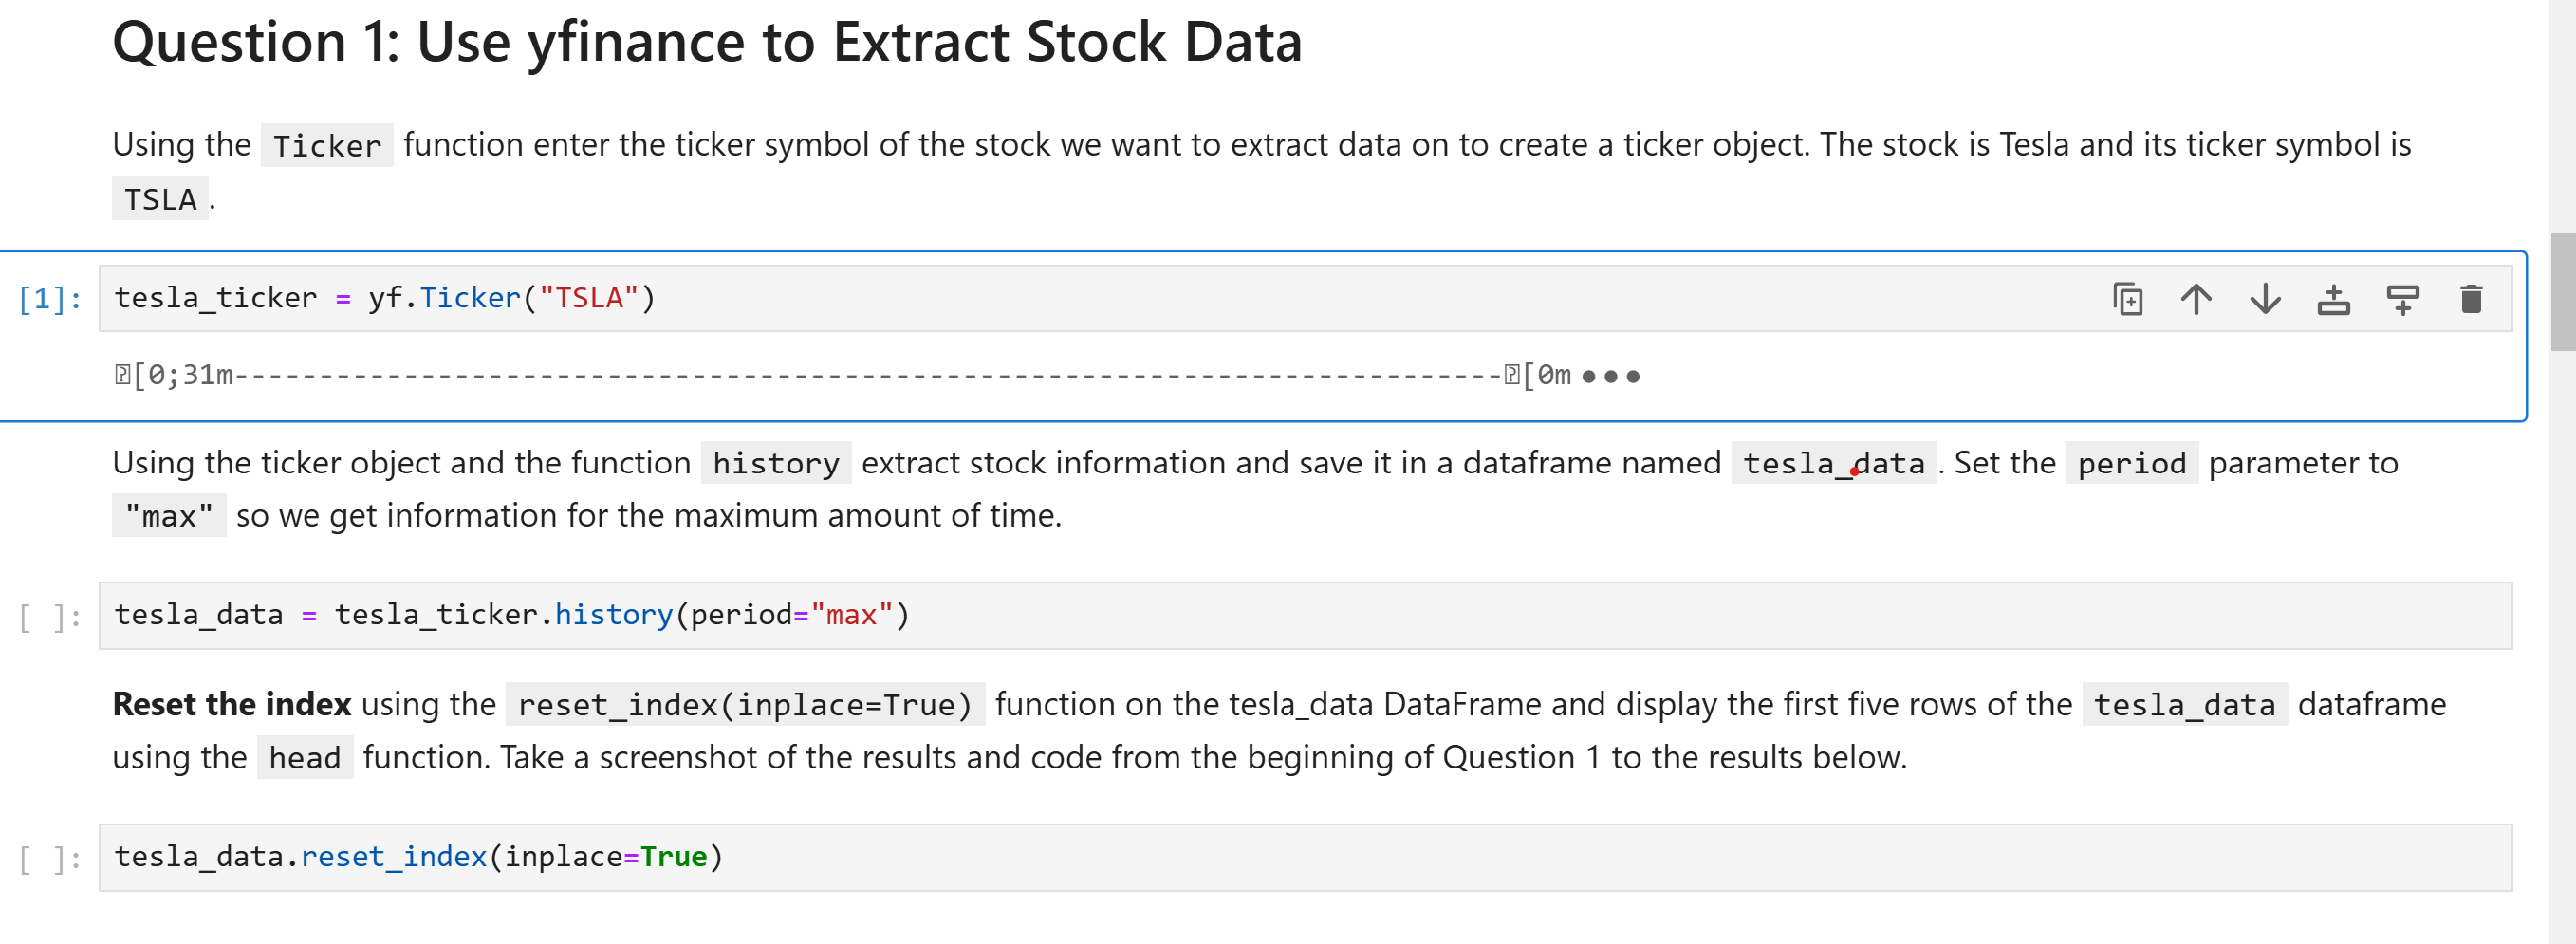 Question 1: Use yfinance to Extract Stock Data
Using the Ticker function enter the ticker symbol of the stock we want to extract data on to create a ticker object. The stock is Tesla and its ticker symbol is
TSLA .
[1]: tesla_ticker = yf.Ticker("TSLA")
[0;31m---------------------------------------------------------------------------[0m •••
Using the ticker object and the function history extract stock information and save it in a dataframe named tesla_data . Set the period parameter to
"max" so we get information for the maximum amount of time.
[ ]: tesla_data = tesla_ticker.history(period="max")
Reset the index using the reset_index(inplace=True) function on the tesla_data DataFrame and display the first five rows of the tesla_data dataframe
using the head function. Take a screenshot of the results and code from the beginning of Question 1 to the results below.
[ ]: tesla_data.reset_index(inplace=True)